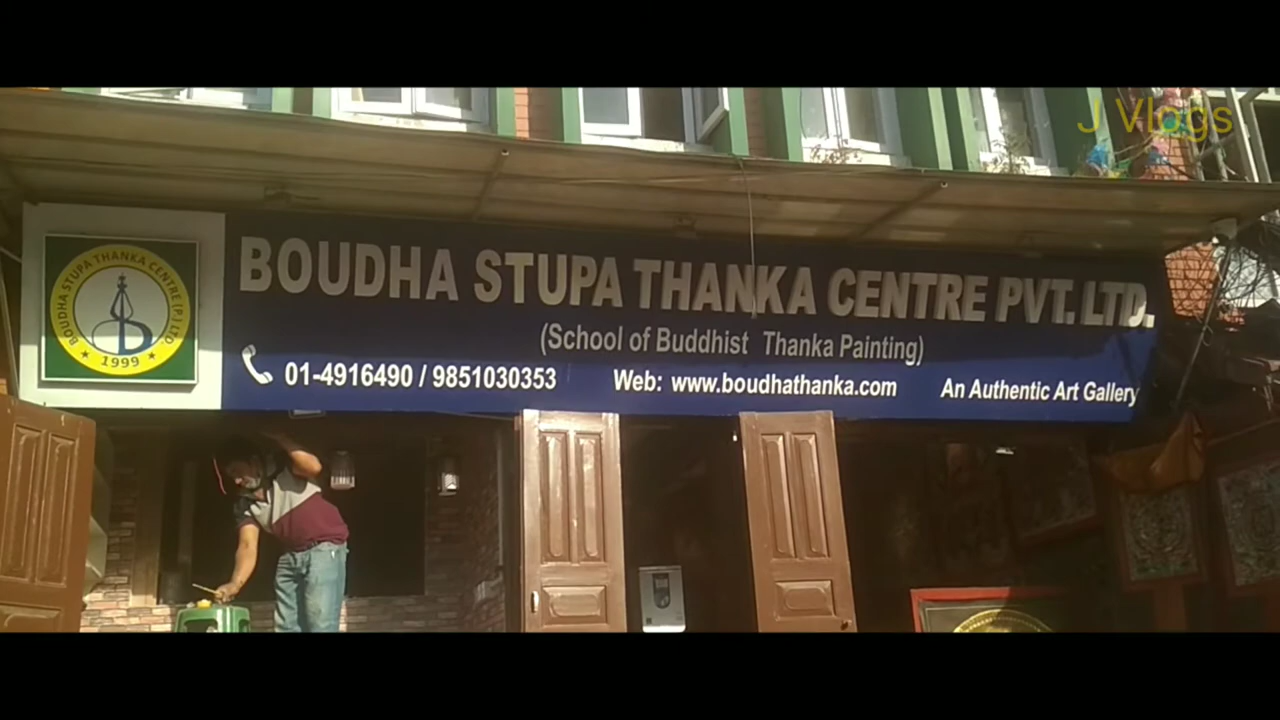 J Vlogs
BOUDHA STUPA THANKA CENTRE PVT. LTD.
(School of Buddhist Thanka Painting)
01-4916490 / 9851030353 Web: www.boudhathanka.com An Authentic Art Gallery
BOUDHA STUPA THANKA CENTRE (P.) LTD.
1999